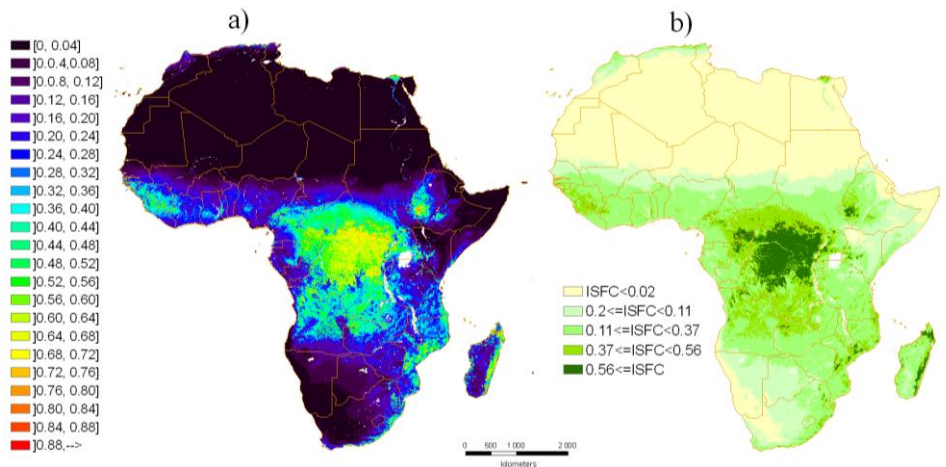 a)
b)
[0, 0.04]
]0.0.4,0.08]
]0.8, 0.12]
]0.12, 0.16]
]0.16, 0.20]
]0.20, 0.24]
]0.24, 0.28]
]0.28, 0.32]
]0.32, 0.36]
]0.36, 0.40]
]0.40, 0.44]
]0.44, 0.48]
]0.48, 0.52]
]0.52, 0.56]
]0.56, 0.60]
]0.60, 0.64]
]0.64, 0.68]
]0.68, 0.72]
]0.72, 0.76]
]0.76, 0.80]
]0.80, 0.84]
]0.84, 0.88]
]0.88,-->
ISFC<0.02
0.2<=ISFC<0.11
0.11<=ISFC<0.37
0.37<=ISFC<0.56
0.56<=ISFC
0 500 1 000 2 000
kilometers